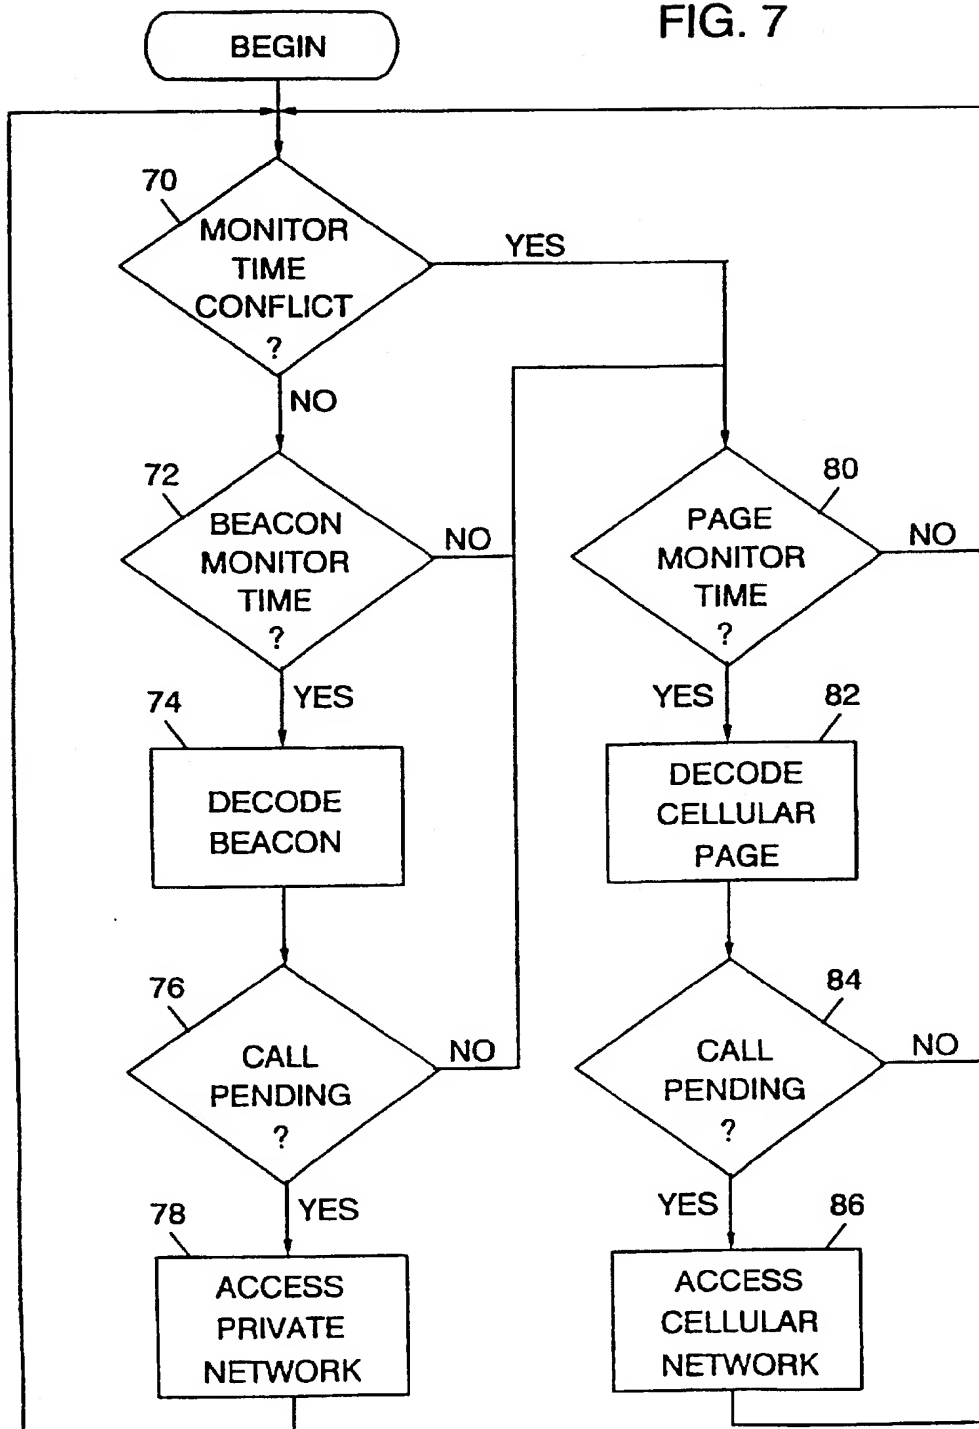 FIG. 7
BEGIN
70
MONITOR
TIME
CONFLICT
?
YES
NO
72
BEACON
MONITOR
TIME
?
NO
YES
74
DECODE
BEACON
76
CALL
PENDING
?
NO
YES
78
ACCESS
PRIVATE
NETWORK
80
PAGE
MONITOR
TIME
?
NO
YES
82
DECODE
CELLULAR
PAGE
84
CALL
PENDING
?
NO
YES
86
ACCESS
CELLULAR
NETWORK